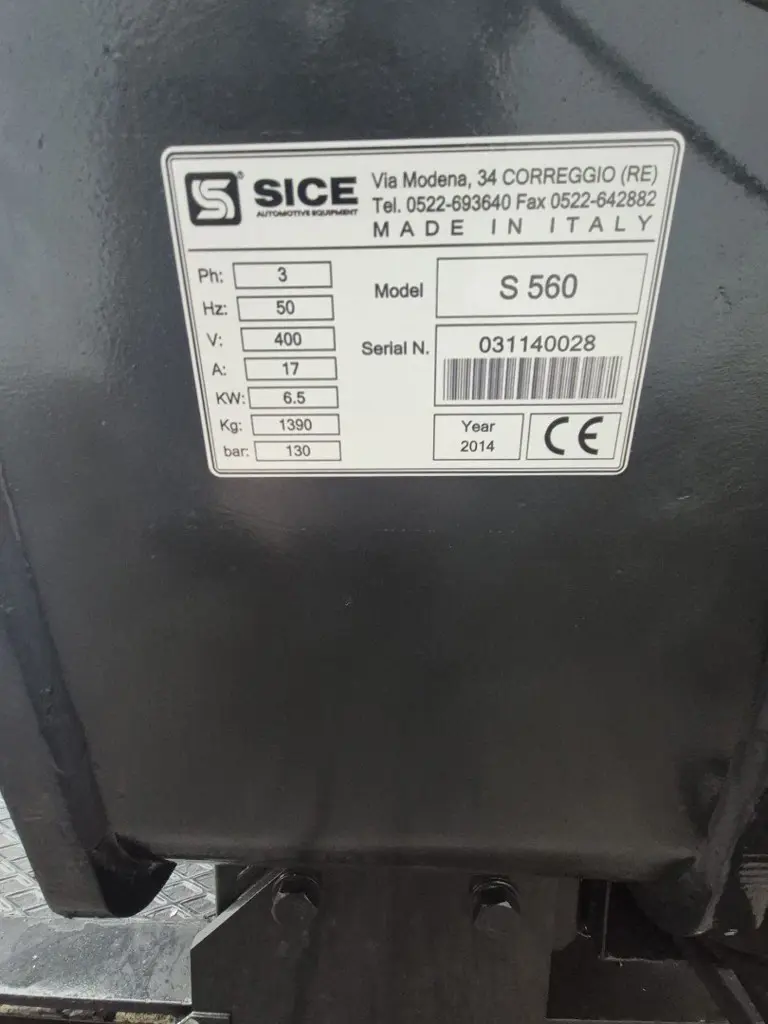 SICE
AUTOMOTIVE EQUIPMENT
Via Modena, 34 CORREGGIO (RE)
Tel. 0522-693640 Fax 0522-642882
MADE IN ITALY
Ph: 3
Hz: 50
V: 400
A: 17
KW: 6.5
Kg: 1390
bar: 130
Model S 560
Serial N. 031140028
Year
2014
CE